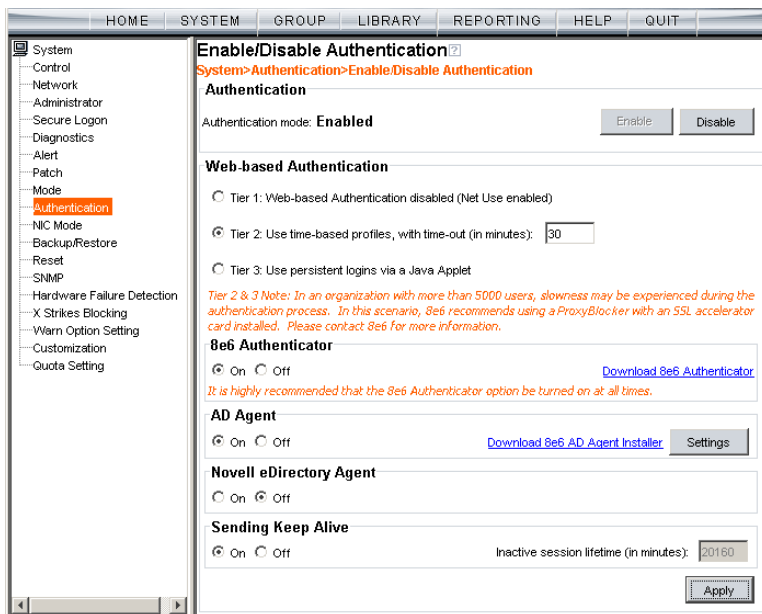 HOME SYSTEM GROUP LIBRARY REPORTING HELP QUIT
System
Control
Network
Administrator
Secure Logon
Diagnostics
Alert
Patch
Mode
Authentication
NIC Mode
Backup/Restore
Reset
SNMP
Hardware Failure Detection
X Strikes Blocking
Warn Option Setting
Customization
Quota Setting
Enable/Disable Authentication?
System>Authentication>Enable/Disable Authentication
Authentication
Authentication mode: Enabled Enable Disable
Web-based Authentication
Tier 1: Web-based Authentication disabled (Net Use enabled)
Tier 2: Use time-based profiles, with time-out (in minutes): 30
Tier 3: Use persistent logins via a Java Applet
Tier 2 & 3 Note: In an organization with more than 5000 users, slowness may be experienced during the
authentication process. In this scenario, 8e6 recommends using a ProxyBlocker with an SSL accelerator
card installed. Please contact 8e6 for more information.
8e6 Authenticator
On Off Download 8e6 Authenticator
It is highly recommended that the 8e6 Authenticator option be turned on at all times.
AD Agent
On Off Download 8e6 AD Agent Installer Settings
Novell eDirectory Agent
On Off
Sending Keep Alive
On Off Inactive session lifetime (in minutes): 20160
Apply